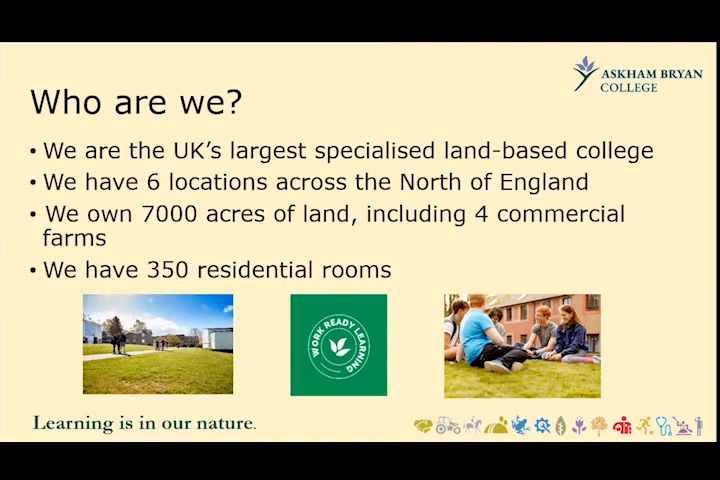 ASKHAM BRYAN
COLLEGE
Who are we?
• We are the UK’s largest specialised land-based college
• We have 6 locations across the North of England
• We own 7000 acres of land, including 4 commercial
farms
• We have 350 residential rooms
WORK READY LEARNING
Learning is in our nature.